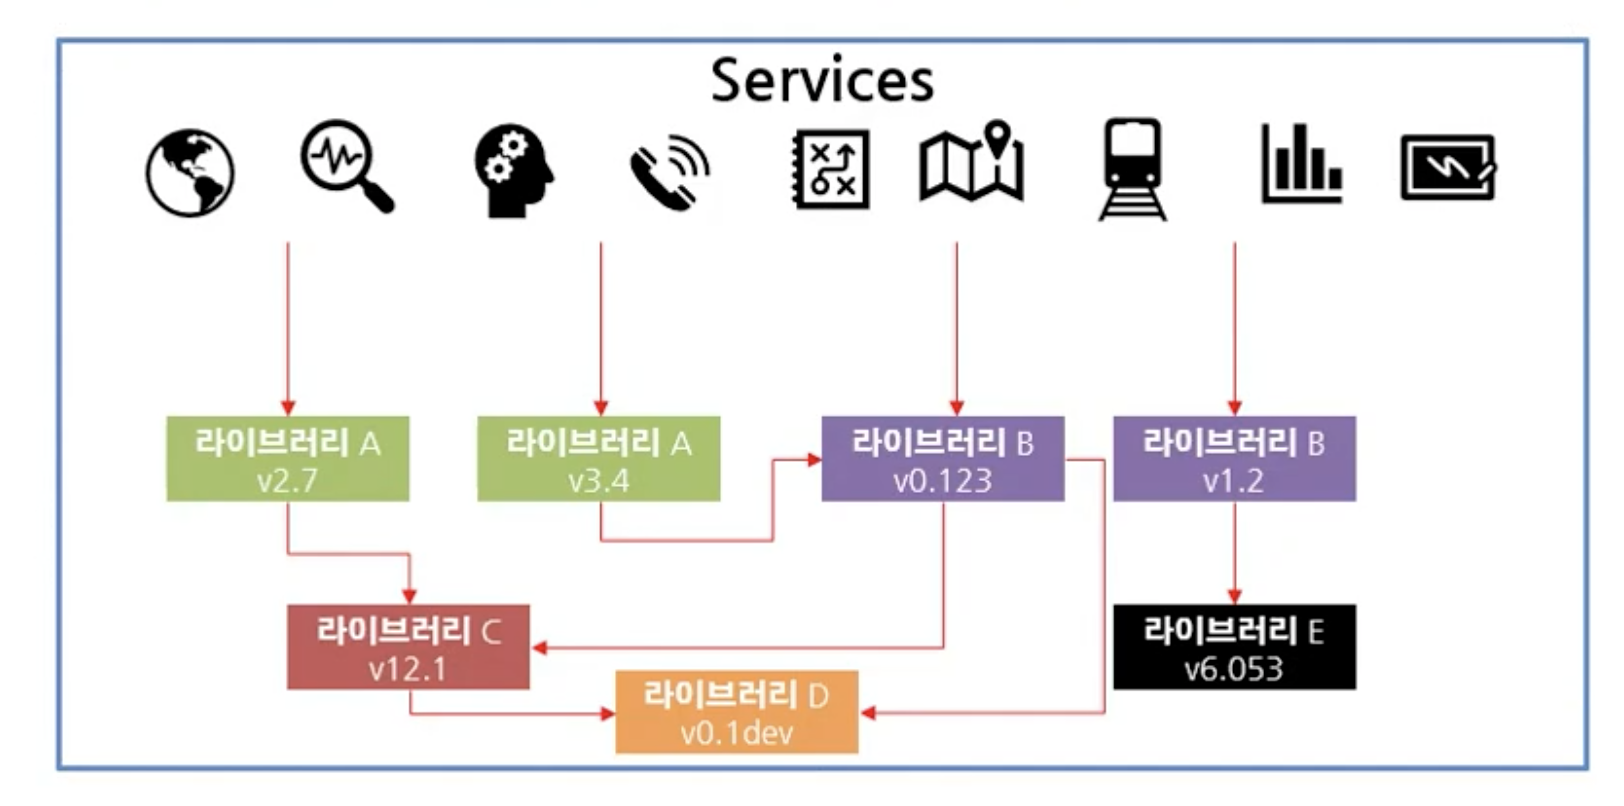 Services
라이브러리 A
v2.7
라이브러리 A
v3.4
라이브러리 B
v0.123
라이브러리 B
v1.2
라이브러리 C
v12.1
라이브러리 E
v6.053
라이브러리 D
v0.1dev